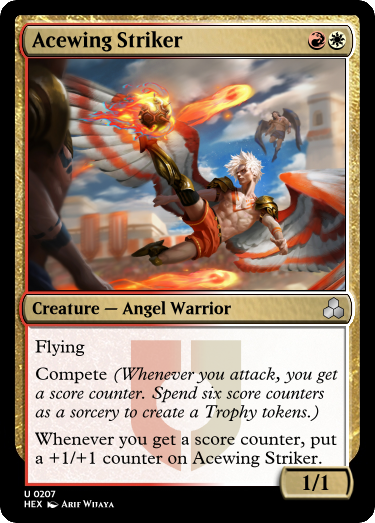 Acewing Striker
Creature — Angel Warrior
Flying
Compete (Whenever you attack, you get
a score counter. Spend six score counters
as a sorcery to create a Trophy tokens.)
Whenever you get a score counter, put
a +1/+1 counter on Acewing Striker.
1/1
U 0207
HEX Arif Wijaya